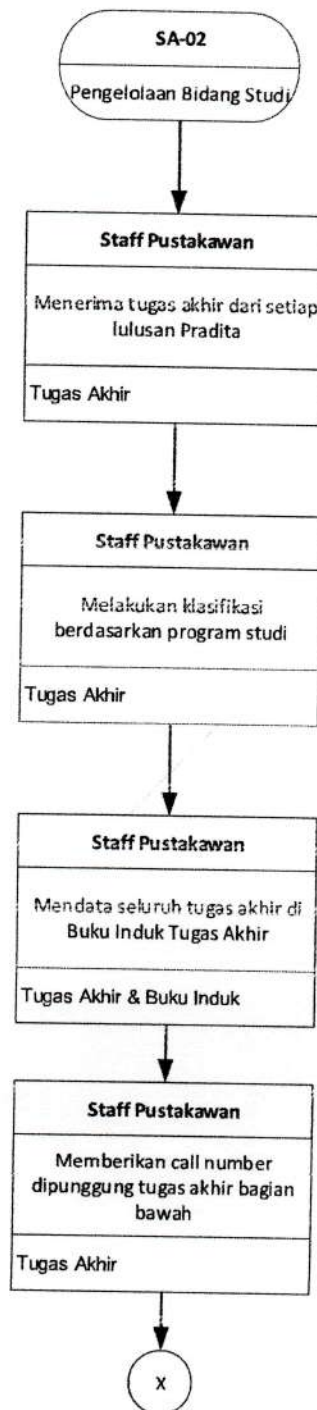 SA-02
Pengelolaan Bidang Studi
Staff Pustakawan
Menerima tugas akhir dari setiap
lulusan Pradita
Tugas Akhir
Staff Pustakawan
Melakukan klasifikasi
berdasarkan program studi
Tugas Akhir
Staff Pustakawan
Mendata seluruh tugas akhir di
Buku Induk Tugas Akhir
Tugas Akhir & Buku Induk
Staff Pustakawan
Memberikan call number
dipunggung tugas akhir bagian
bawah
Tugas Akhir
X